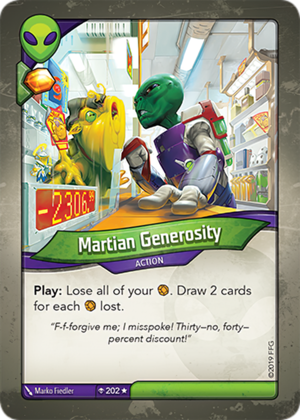 -2306.
Martian Generosity
ACTION
Play: Lose all of your . Draw 2 cards
for each lost.
“F-f-forgive me; I misspoke! Thirty–no, forty–
percent discount!”
Marko Fiedler
202
©2019 FFG